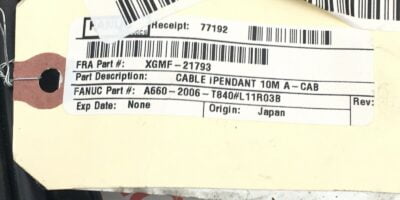 Receipt: 77192
FRA Part #: XGMF-21793
Part Description: CABLE iPENDANT 10M A-CAB
FANUC Part #: A660-2006-T840#L11R03B
Rev:
Exp Date: None
Origin: Japan